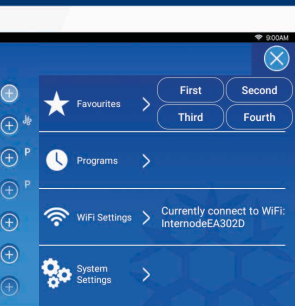 9:00AM
Favourites
First Second
Third Fourth
P
Programs
P
WiFi Settings
Currently connect to WiFi:
InternodeEA302D
System
Settings